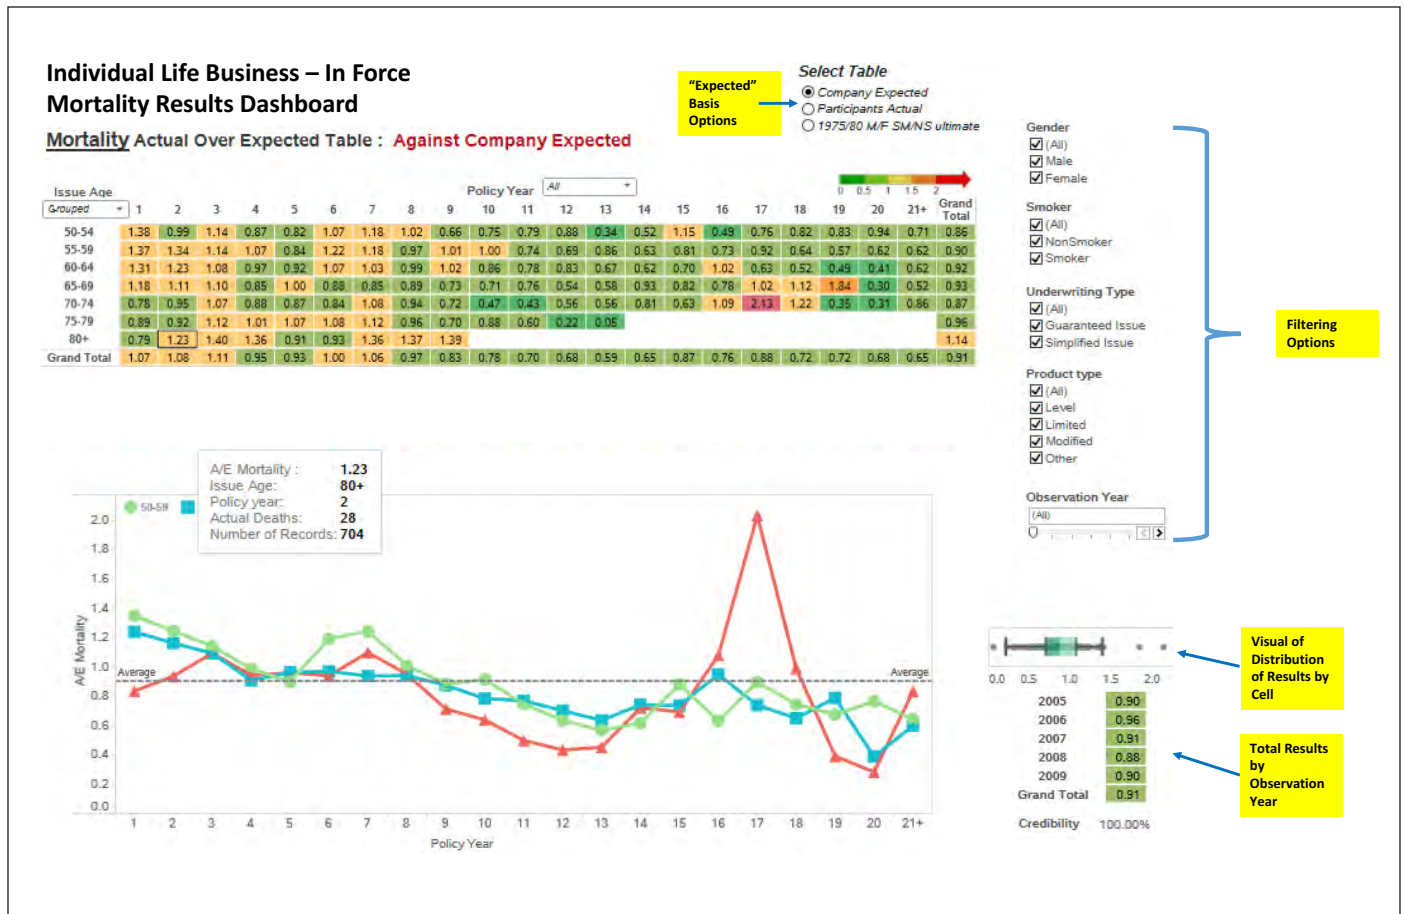 Individual Life Business – In Force
Mortality Results Dashboard
Mortality Actual Over Expected Table : Against Company Expected
"Expected"
Basis
Options
Select Table
Company Expected
Participants Actual
1975/80 M/F SM/NS ultimate
Issue Age
Grouped
Policy Year All
0 0.5 1 1.5 2
1 2 3 4 5 6 7 8 9 10 11 12 13 14 15 16 17 18 19 20 21+ Grand Total
50-54 1.38 0.99 1.14 0.87 0.82 1.07 1.18 1.02 0.66 0.75 0.79 0.88 0.34 0.52 1.15 0.49 0.76 0.82 0.83 0.94 0.71 0.86
55-59 1.37 1.34 1.14 1.07 0.84 1.22 1.18 0.97 1.01 1.00 0.74 0.69 0.86 0.63 0.81 0.73 0.92 0.64 0.57 0.62 0.62 0.90
60-64 1.31 1.23 1.08 0.97 0.92 1.07 1.03 0.99 1.02 0.86 0.78 0.83 0.67 0.62 0.70 1.02 0.63 0.52 0.49 0.41 0.62 0.92
65-69 1.18 1.11 1.10 0.85 1.00 0.88 0.85 0.89 0.73 0.71 0.76 0.54 0.58 0.93 0.82 0.78 1.02 1.12 1.84 0.30 0.52 0.93
70-74 0.78 0.95 1.07 0.88 0.87 0.84 1.08 0.94 0.72 0.47 0.43 0.56 0.56 0.81 0.63 1.09 2.13 1.22 0.35 0.31 0.86 0.87
75-79 0.89 0.92 1.12 1.01 1.07 1.08 1.12 0.96 0.70 0.88 0.60 0.22 0.05 0.96
80+ 0.79 1.23 1.40 1.36 0.91 0.93 1.36 1.37 1.39 1.14
Grand Total 1.07 1.08 1.11 0.95 0.93 1.00 1.06 0.97 0.83 0.78 0.70 0.68 0.59 0.65 0.87 0.76 0.88 0.72 0.72 0.68 0.65 0.91
Gender
(All)
Male
Female
Smoker
(All)
NonSmoker
Smoker
Underwriting Type
(All)
Guaranteed Issue
Simplified Issue
Product type
(All)
Level
Limited
Modified
Other
Observation Year
(All)
Filtering
Options
A/E Mortality : 1.23
Issue Age: 80+
Policy year: 2
Actual Deaths: 28
Number of Records: 704
50-59
A/E Mortality
2.0
1.8
1.6
1.4
1.2
1.0
0.8
0.6
0.4
0.2
0.0
Average
Average
1 2 3 4 5 6 7 8 9 10 11 12 13 14 15 16 17 18 19 20 21+
Policy Year
0.0 0.5 1.0 1.5 2.0
2005 0.90
2006 0.96
2007 0.91
2008 0.88
2009 0.90
Grand Total 0.91
Credibility 100.00%
Visual of
Distribution
of Results by
Cell
Total Results
by
Observation
Year